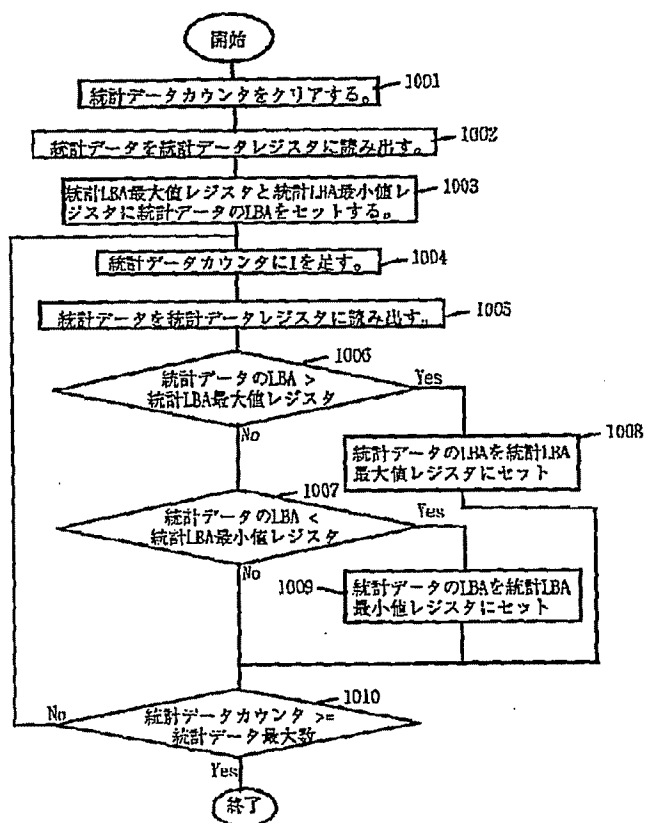 開始
統計データカウンタをクリアする。
1001
統計データを統計データレジスタに読み出す。
1002
統計LBA最大値レジスタと統計LBA最小値レ
ジスタに統計データのLBAをセットする。
1003
統計データカウンタに1を足す。
1004
統計データを統計データレジスタに読み出す。
1005
1006
統計データのLBA >
統計LBA最大値レジスタ
Yes
No
1008
統計データのLBAを統計LBA
最大値レジスタにセット
1007
統計データのLBA <
統計LBA最小値レジスタ
Yes
No
1009
統計データのLBAを統計LBA
最小値レジスタにセット
1010
No
統計データカウンタ >=
統計データ最大数
Yes
終了